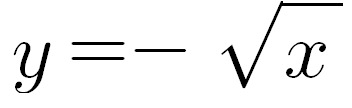 y = − √x